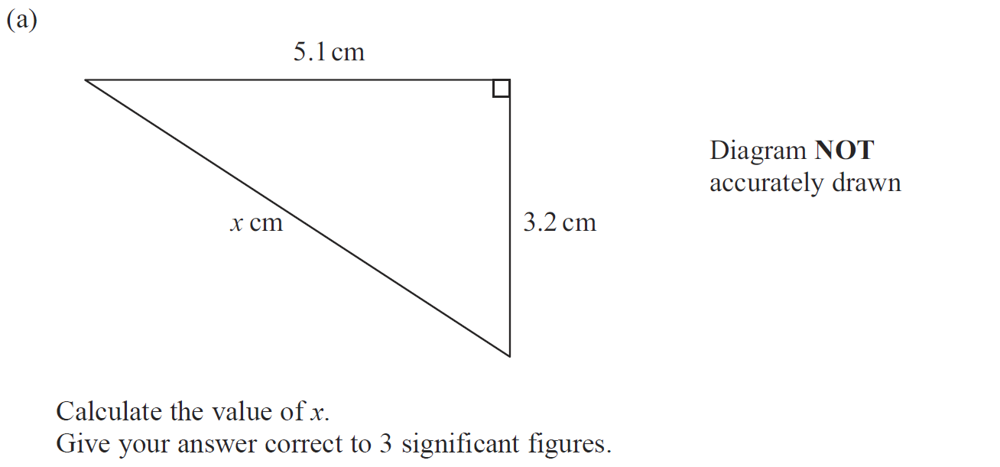 (a)
5.1 cm
Diagram NOT
accurately drawn
x cm
3.2 cm
Calculate the value of x.
Give your answer correct to 3 significant figures.